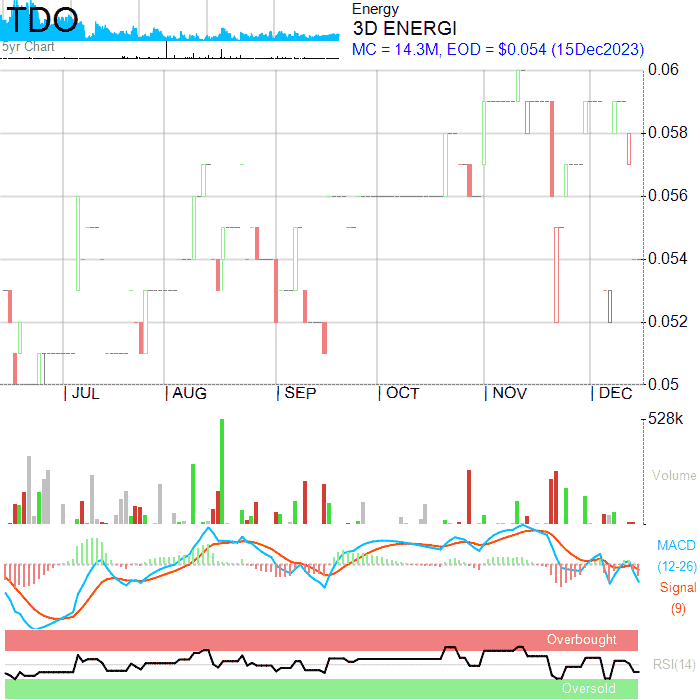 TDO
5yr Chart
Energy
3D ENERGI
MC = 14.3M, EOD = $0.054 (15Dec2023)
0.06
0.058
0.056
0.054
0.052
0.05
JUL AUG SEP OCT NOV DEC
528k
Volume
MACD
(12-26)
Signal
(9)
Overbought
RSI(14)
Oversold